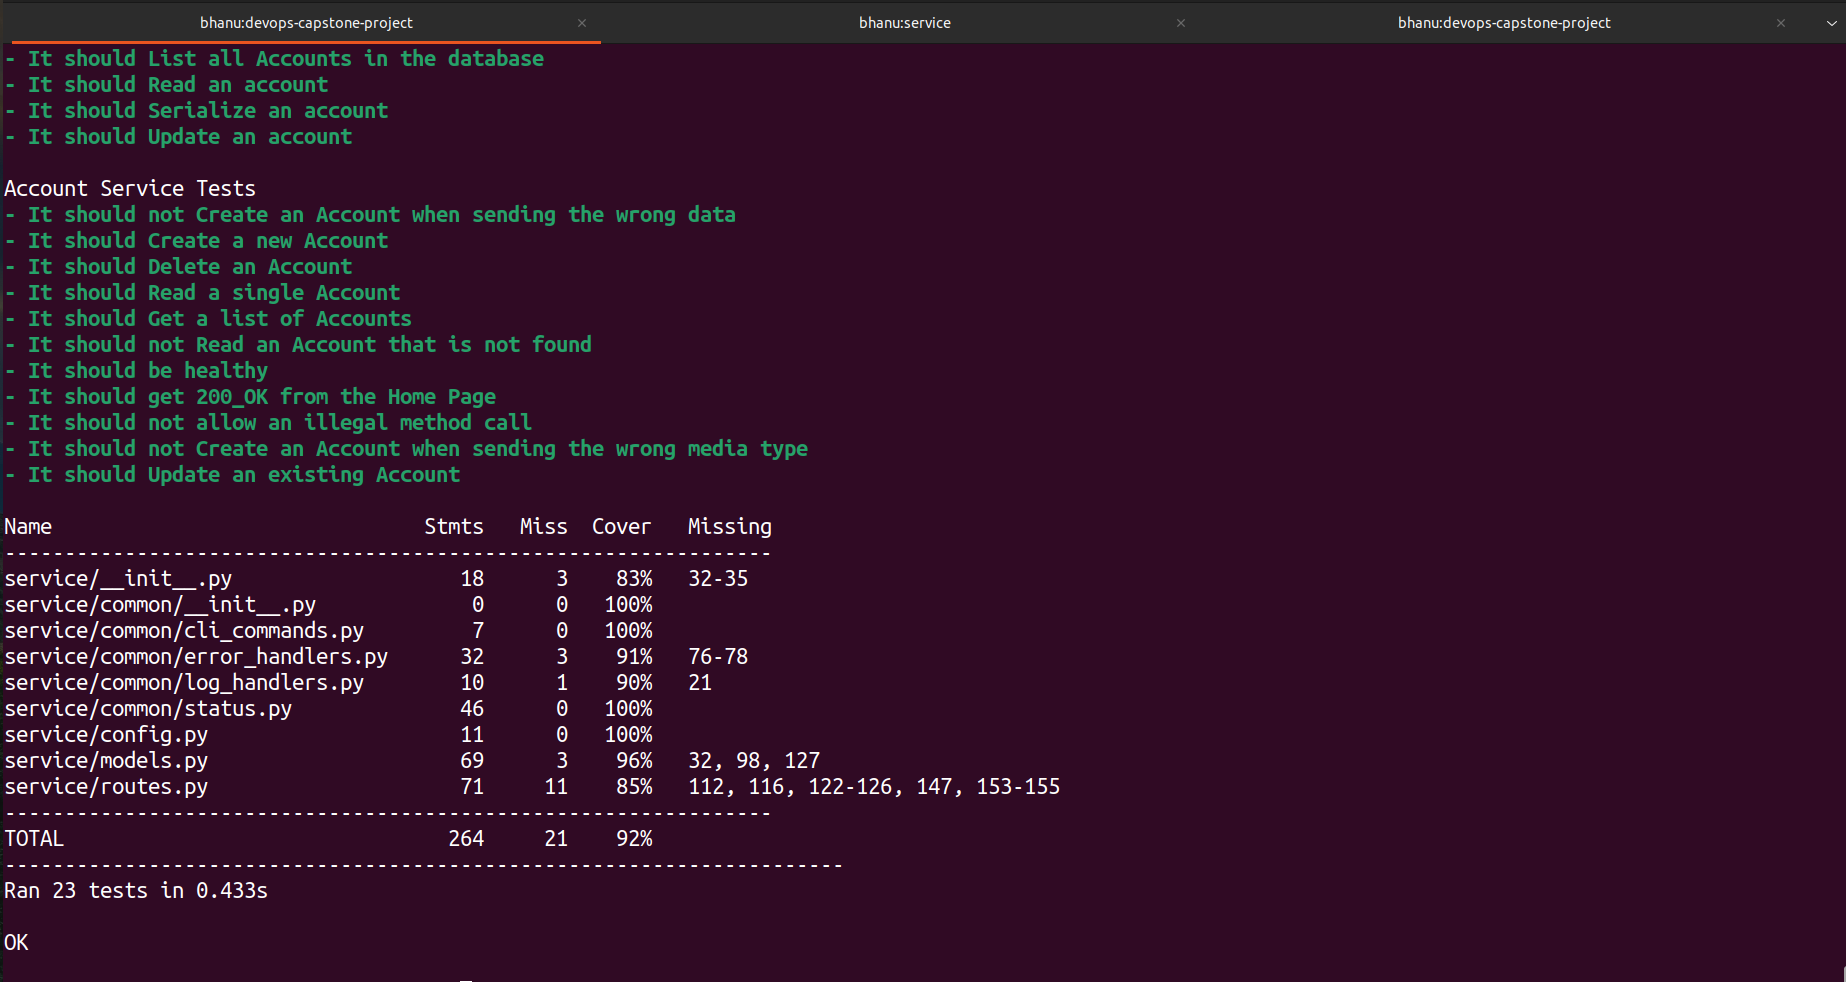 bhanu:devops-capstone-project × bhanu:service × bhanu:devops-capstone-project ×
- It should List all Accounts in the database
- It should Read an account
- It should Serialize an account
- It should Update an account
Account Service Tests
- It should not Create an Account when sending the wrong data
- It should Create a new Account
- It should Delete an Account
- It should Read a single Account
- It should Get a list of Accounts
- It should not Read an Account that is not found
- It should be healthy
- It should get 200_OK from the Home Page
- It should not allow an illegal method call
- It should not Create an Account when sending the wrong media type
- It should Update an existing Account
Name                               Stmts   Miss  Cover   Missing
----------------------------------------------------------------
service/__init__.py                   18      3    83%   32-35
service/common/__init__.py             0      0   100%
service/common/cli_commands.py         7      0   100%
service/common/error_handlers.py      32      3    91%   76-78
service/common/log_handlers.py        10      1    90%   21
service/common/status.py              46      0   100%
service/config.py                     11      0   100%
service/models.py                     69      3    96%   32, 98, 127
service/routes.py                     71     11    85%   112, 116, 122-126, 147, 153-155
----------------------------------------------------------------
TOTAL                                264     21    92%
----------------------------------------------------------------------
Ran 23 tests in 0.433s
OK